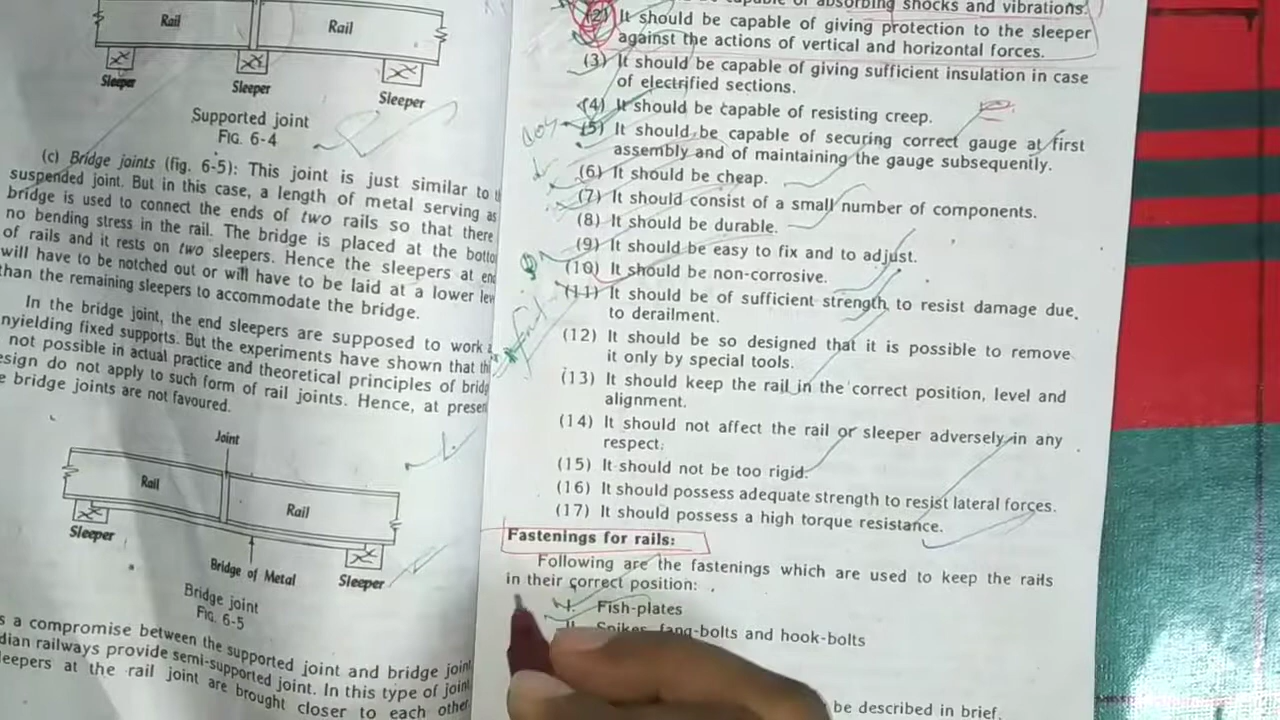 Rail
Rail
Sleeper
Sleeper
Sleeper
Supported joint
FIG. 6-4
(c) Bridge joints (fig. 6-5): This joint is just similar to
suspended joint. But in this case, a length of metal serving as
bridge is used to connect the ends of two rails so that there
no bending stress in the rail. The bridge is placed at the
of rails and it rests on two sleepers. Hence the sleepers at
will have to be notched out or will have to be laid at a lower
than the remaining sleepers to accommodate the bridge.
In the bridge joint, the end sleepers are supposed to work
nyielding fixed supports. But the experiments have shown that
not possible in actual practice and theoretical principles of
esign do not apply to such form of rail joints. Hence, at
e bridge joints are not favoured.
Joint
Rail
Rail
Sleeper
Bridge of Metal
Sleeper
Bridge joint
FIG. 6-5
s a compromise between the supported joint and bridge joint
dian railways provide semi-supported joint. In this type of joint
leepers at the rail joint are brought closer to each other
absorbing shocks and vibrations.
(2) It should be capable of giving protection to the sleeper
against the actions of vertical and horizontal forces.
(3) It should be capable of giving sufficient insulation in case
of electrified sections.
(4) It should be capable of resisting creep.
(5) It should be capable of securing correct gauge at first
assembly and of maintaining the gauge subsequently.
(6) It should be cheap.
(7) It should consist of a small number of components.
(8) It should be durable.
(9) It should be easy to fix and to adjust.
(10) It should be non-corrosive.
(11) It should be of sufficient strength to resist damage due
to derailment.
(12) It should be so designed that it is possible to remove
it only by special tools.
(13) It should keep the rail in the correct position, level and
alignment.
(14) It should not affect the rail or sleeper adversely in any
respect.
(15) It should not be too rigid.
(16) It should possess adequate strength to resist lateral forces.
(17) It should possess a high torque resistance.
Fastenings for rails:
Following are the fastenings which are used to keep the rails
in their correct position:
Fish-plates
Spikes, fang-bolts and hook-bolts
be described in brief.